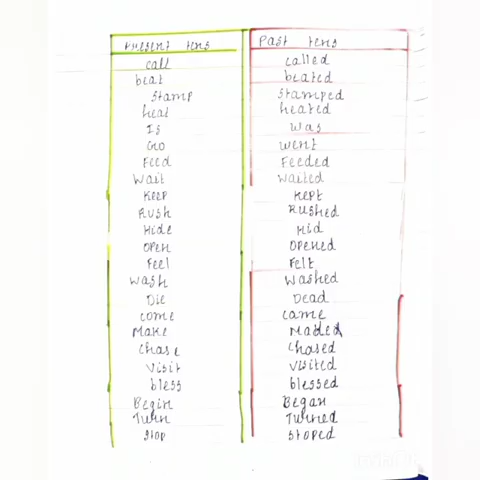 Present tens Past tens
call called
beat beated
stamp stamped
heat heated
Is was
Go went
Feed Feeded
Wait waited
Keep Kept
Rush Rushed
Hide Hid
Open Opened
Feel Felt
Wash Washed
Die Dead
Come Came
Make Maded
Chase Chased
Visit Visited
bless blessed
Begin Began
Turn Turned
Stop Stoped